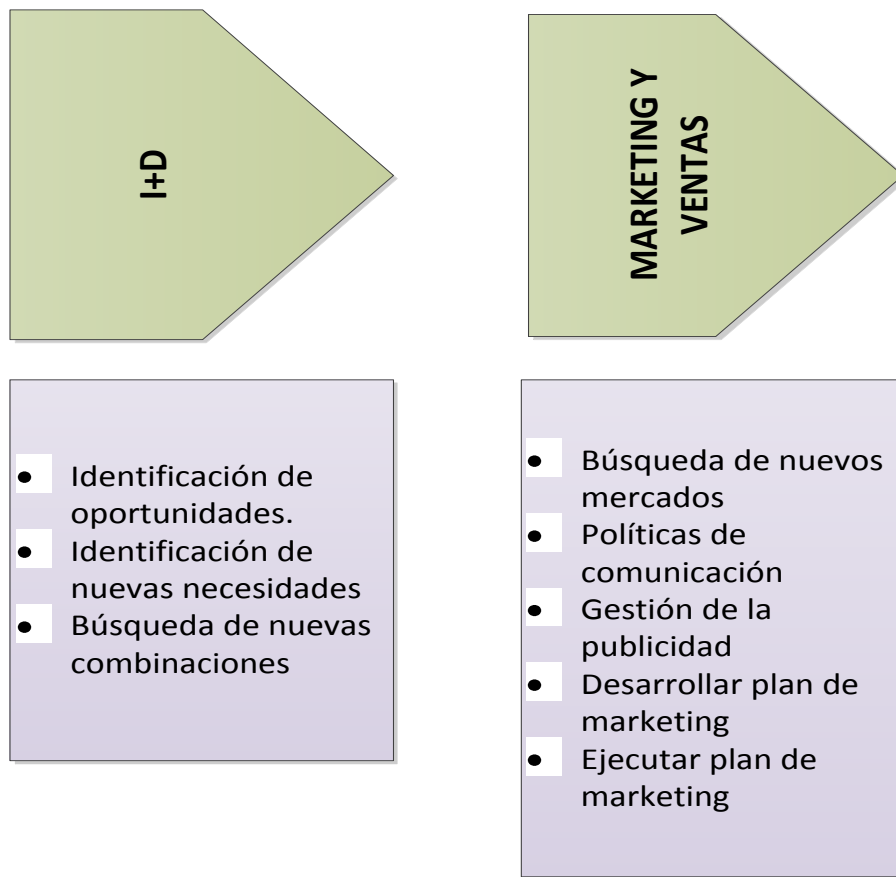 I+D
• Identificación de
oportunidades.
• Identificación de
nuevas necesidades
• Búsqueda de nuevas
combinaciones
MARKETING Y
VENTAS
• Búsqueda de nuevos
mercados
• Políticas de
comunicación
• Gestión de la
publicidad
• Desarrollar plan de
marketing
• Ejecutar plan de
marketing